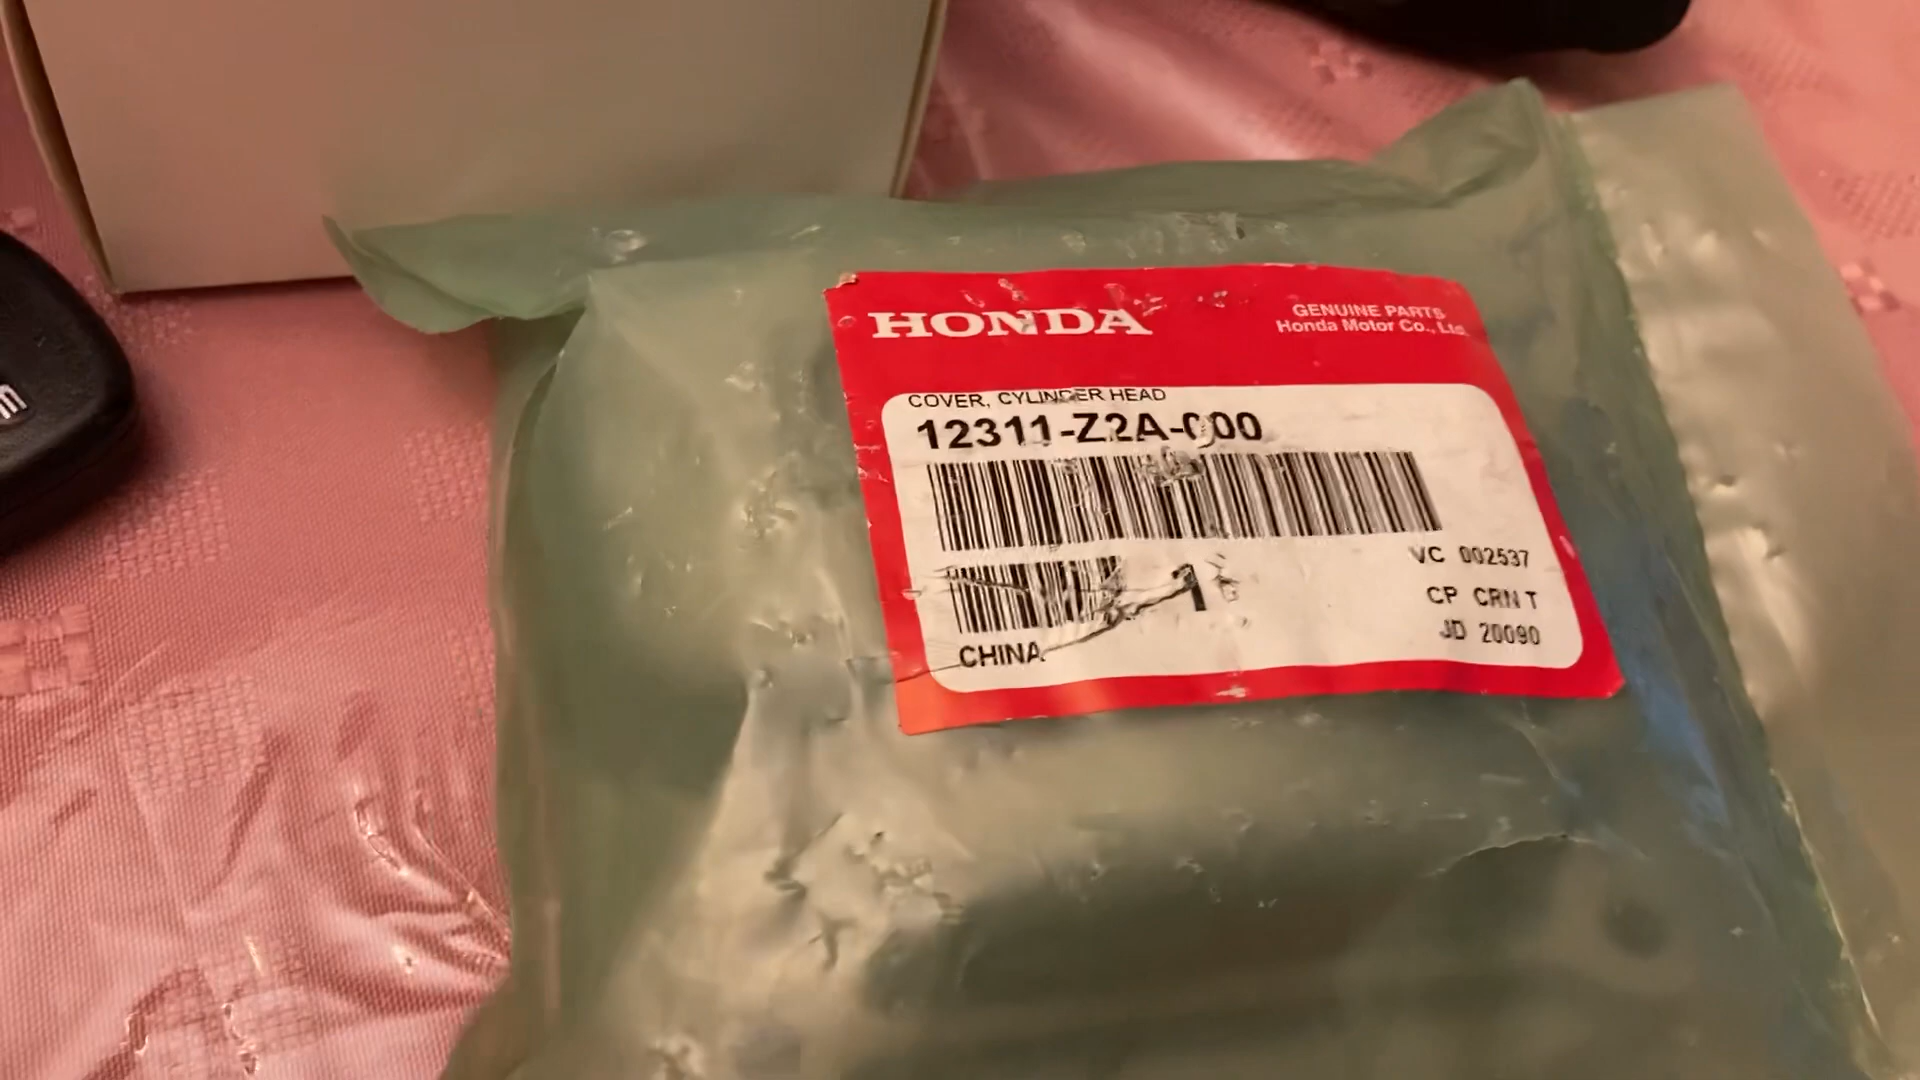 HONDA
GENUINE PARTS
Honda Motor Co., Ltd.
COVER, CYLINDER HEAD
12311-Z2A-000
1
VC 002537
CP CRN T
JD 20090
CHINA